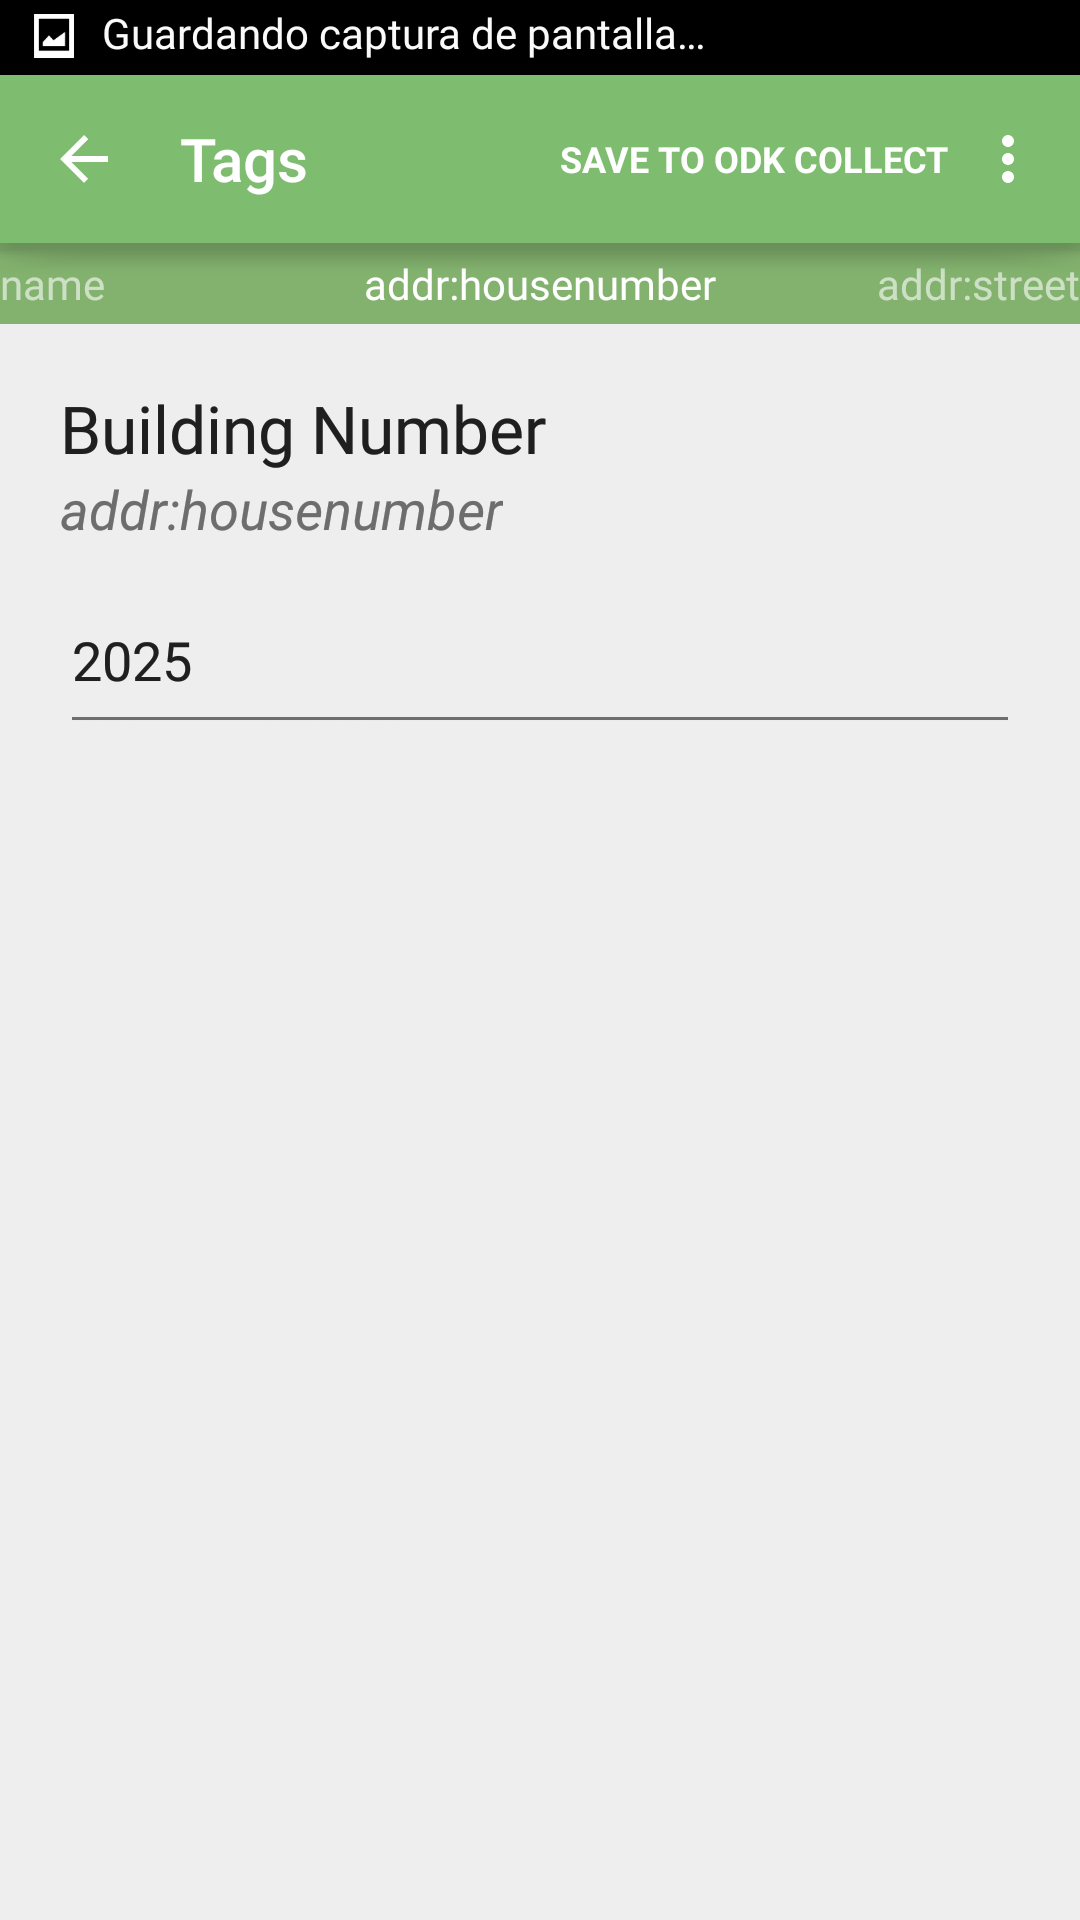 Guardando captura de pantalla...
Tags
SAVE TO ODK COLLECT
name addr:housenumber addr:street
Building Number
addr:housenumber
2025